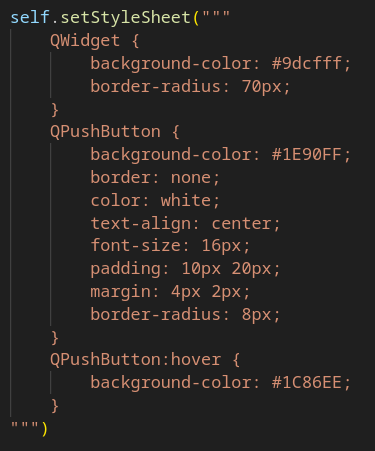 self.setStyleSheet("""
    QWidget {
        background-color: #9dcfff;
        border-radius: 70px;
    }
    QPushButton {
        background-color: #1E90FF;
        border: none;
        color: white;
        text-align: center;
        font-size: 16px;
        padding: 10px 20px;
        margin: 4px 2px;
        border-radius: 8px;
    }
    QPushButton:hover {
        background-color: #1C86EE;
    }
""")